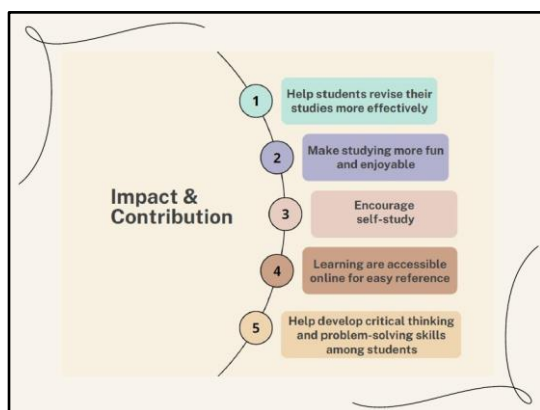 Impact &
Contribution
1
Help students revise their
studies more effectively
2
Make studying more fun
and enjoyable
3
Encourage
self-study
4
Learning are accessible
online for easy reference
5
Help develop critical thinking
and problem-solving skills
among students